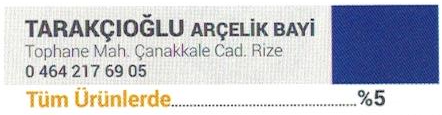 TARAKÇIOĞLU ARÇELİK BAYİ
Tophane Mah. Çanakkale Cad. Rize
0 464 217 69 05
Tüm Ürünlerde........................................%5